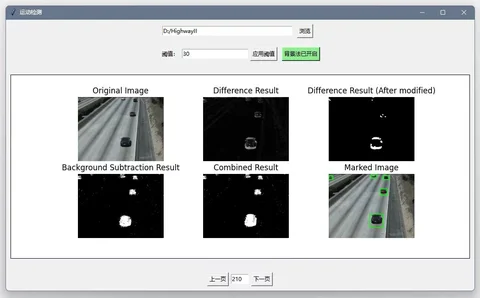 运动检测
D:/HighwayII 浏览
阈值: 30 应用阈值 背景法已开启
Original Image Difference Result Difference Result (After modified)
Background Subtraction Result Combined Result Marked Image
上一页 210 下一页